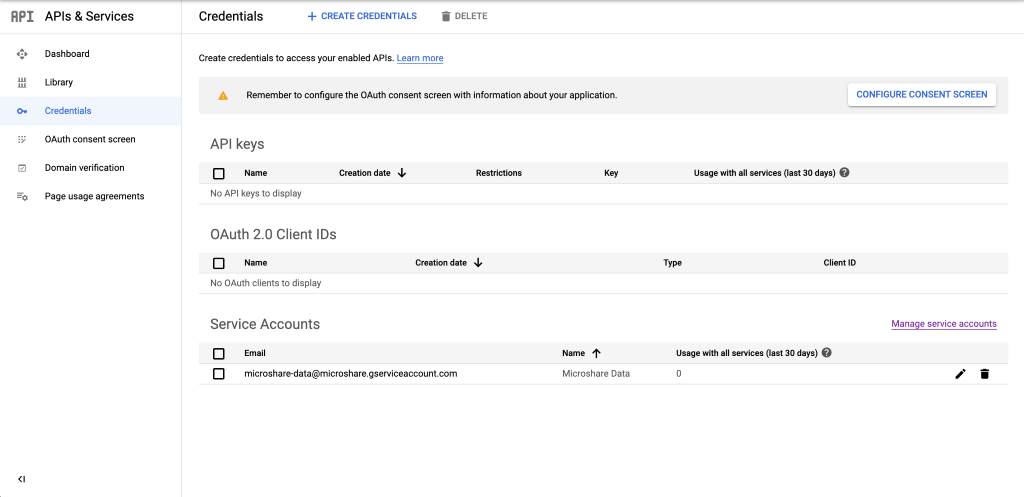 API APIs & Services
Credentials
CREATE CREDENTIALS
DELETE
Dashboard
Library
Credentials
OAuth consent screen
Domain verification
Page usage agreements
Create credentials to access your enabled APIs. Learn more
Remember to configure the OAuth consent screen with information about your application.
CONFIGURE CONSENT SCREEN
API keys
Name Creation date Restrictions Key Usage with all services (last 30 days)
No API keys to display
OAuth 2.0 Client IDs
Name Creation date Type Client ID
No OAuth clients to display
Service Accounts
Manage service accounts
Email Name Usage with all services (last 30 days)
microshare-data@microshare.gserviceaccount.com Microshare Data 0